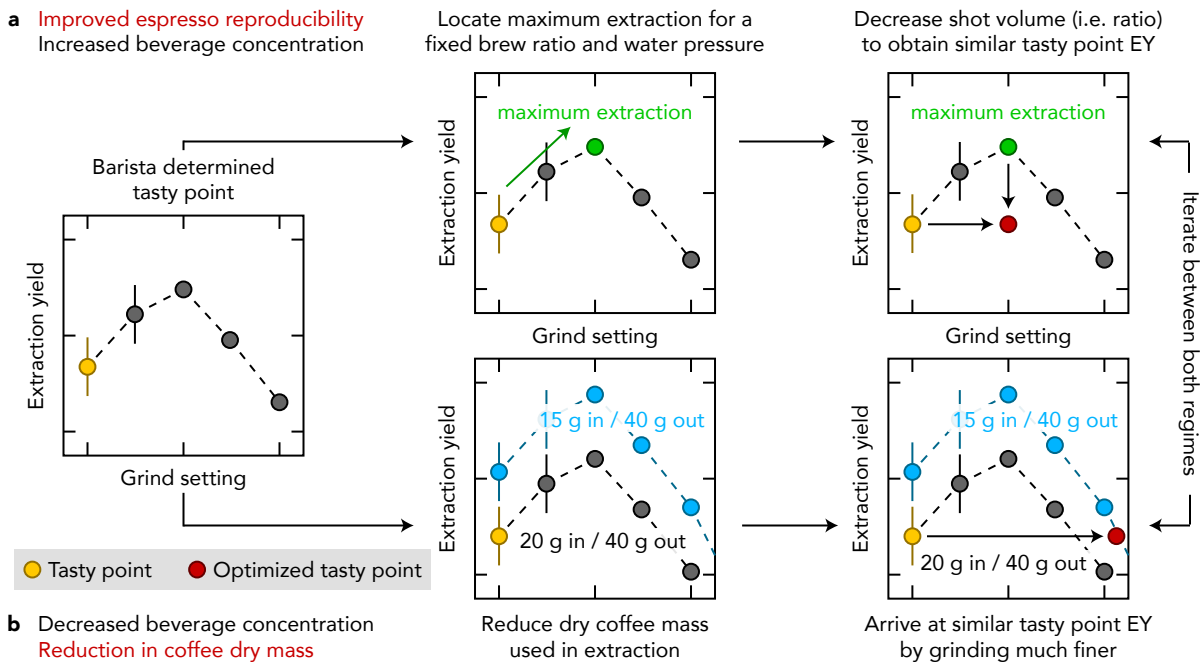 a Improved espresso reproducibility
Increased beverage concentration
Locate maximum extraction for a
fixed brew ratio and water pressure
Decrease shot volume (i.e. ratio)
to obtain similar tasty point EY
Barista determined
tasty point
Extraction yield
Grind setting
Extraction yield
maximum extraction
Grind setting
Extraction yield
maximum extraction
Grind setting
Iterate between both regimes
Extraction yield
15 g in / 40 g out
20 g in / 40 g out
Extraction yield
15 g in / 40 g out
20 g in / 40 g out
Tasty point
Optimized tasty point
b Decreased beverage concentration
Reduction in coffee dry mass
Reduce dry coffee mass
used in extraction
Arrive at similar tasty point EY
by grinding much finer